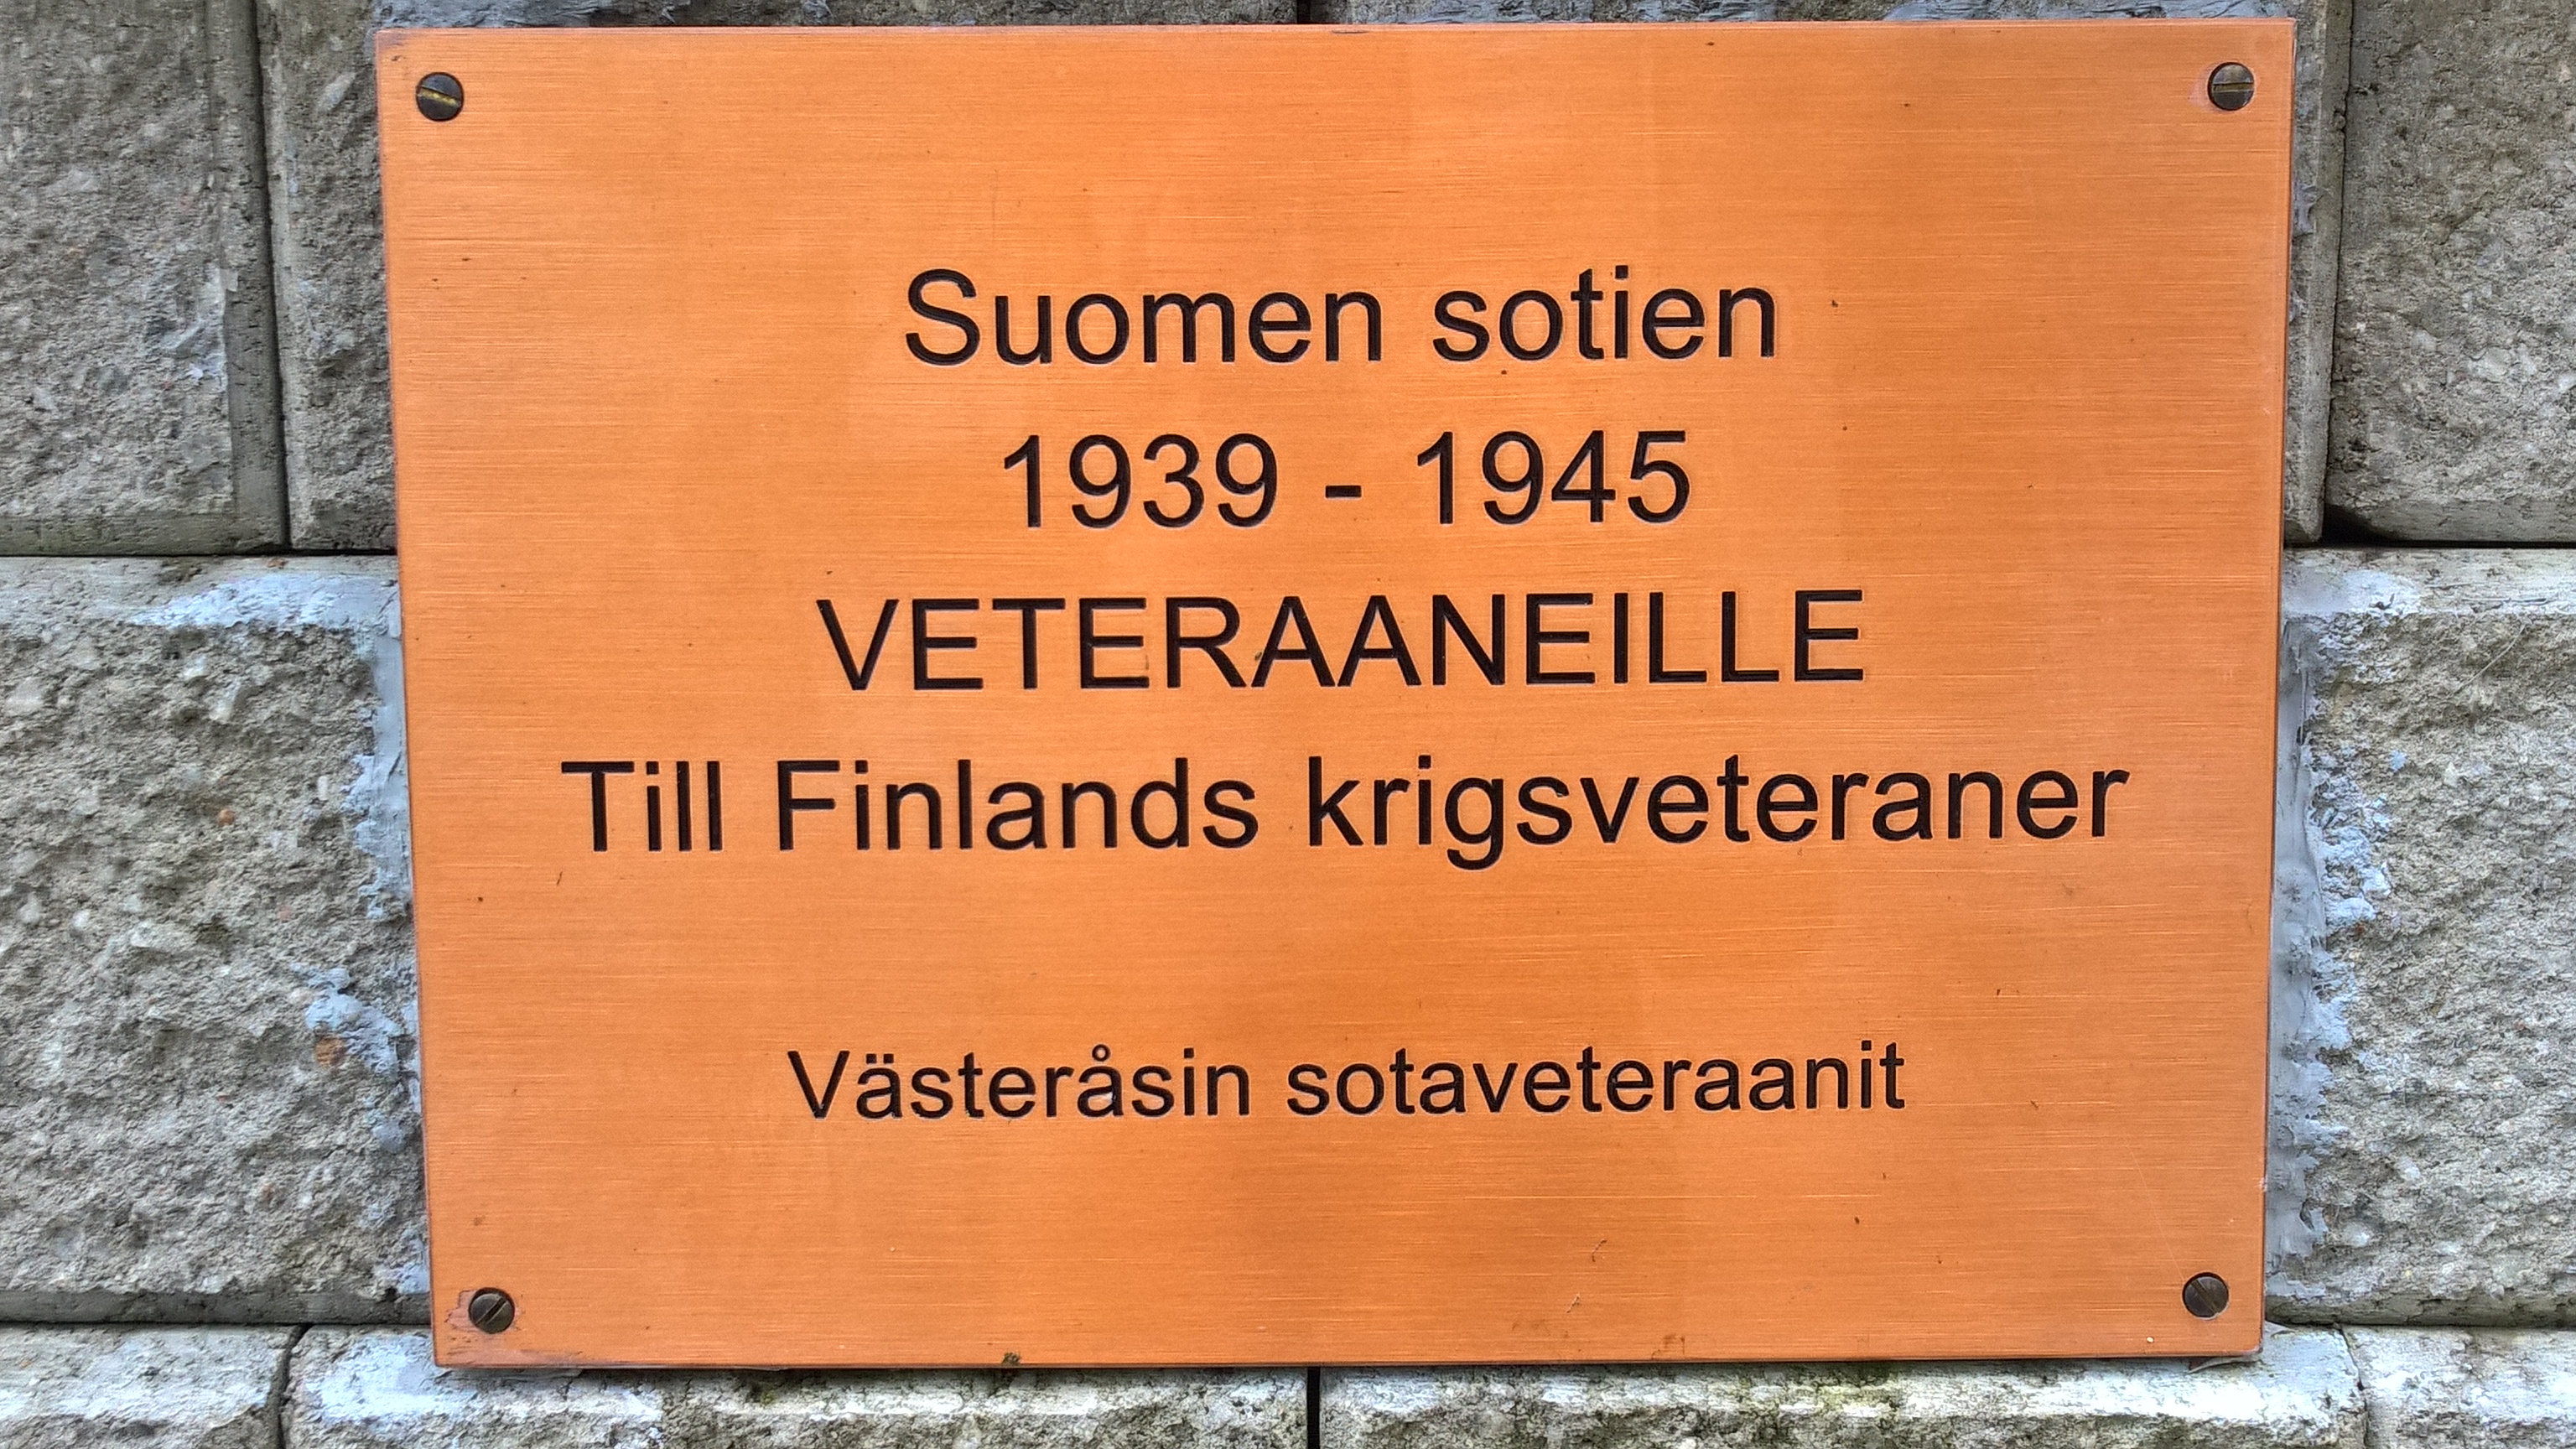 Suomen sotien
1939 - 1945
VETERAANEILLE
Till Finlands krigsveteraner
Västeråsin sotaveteraanit